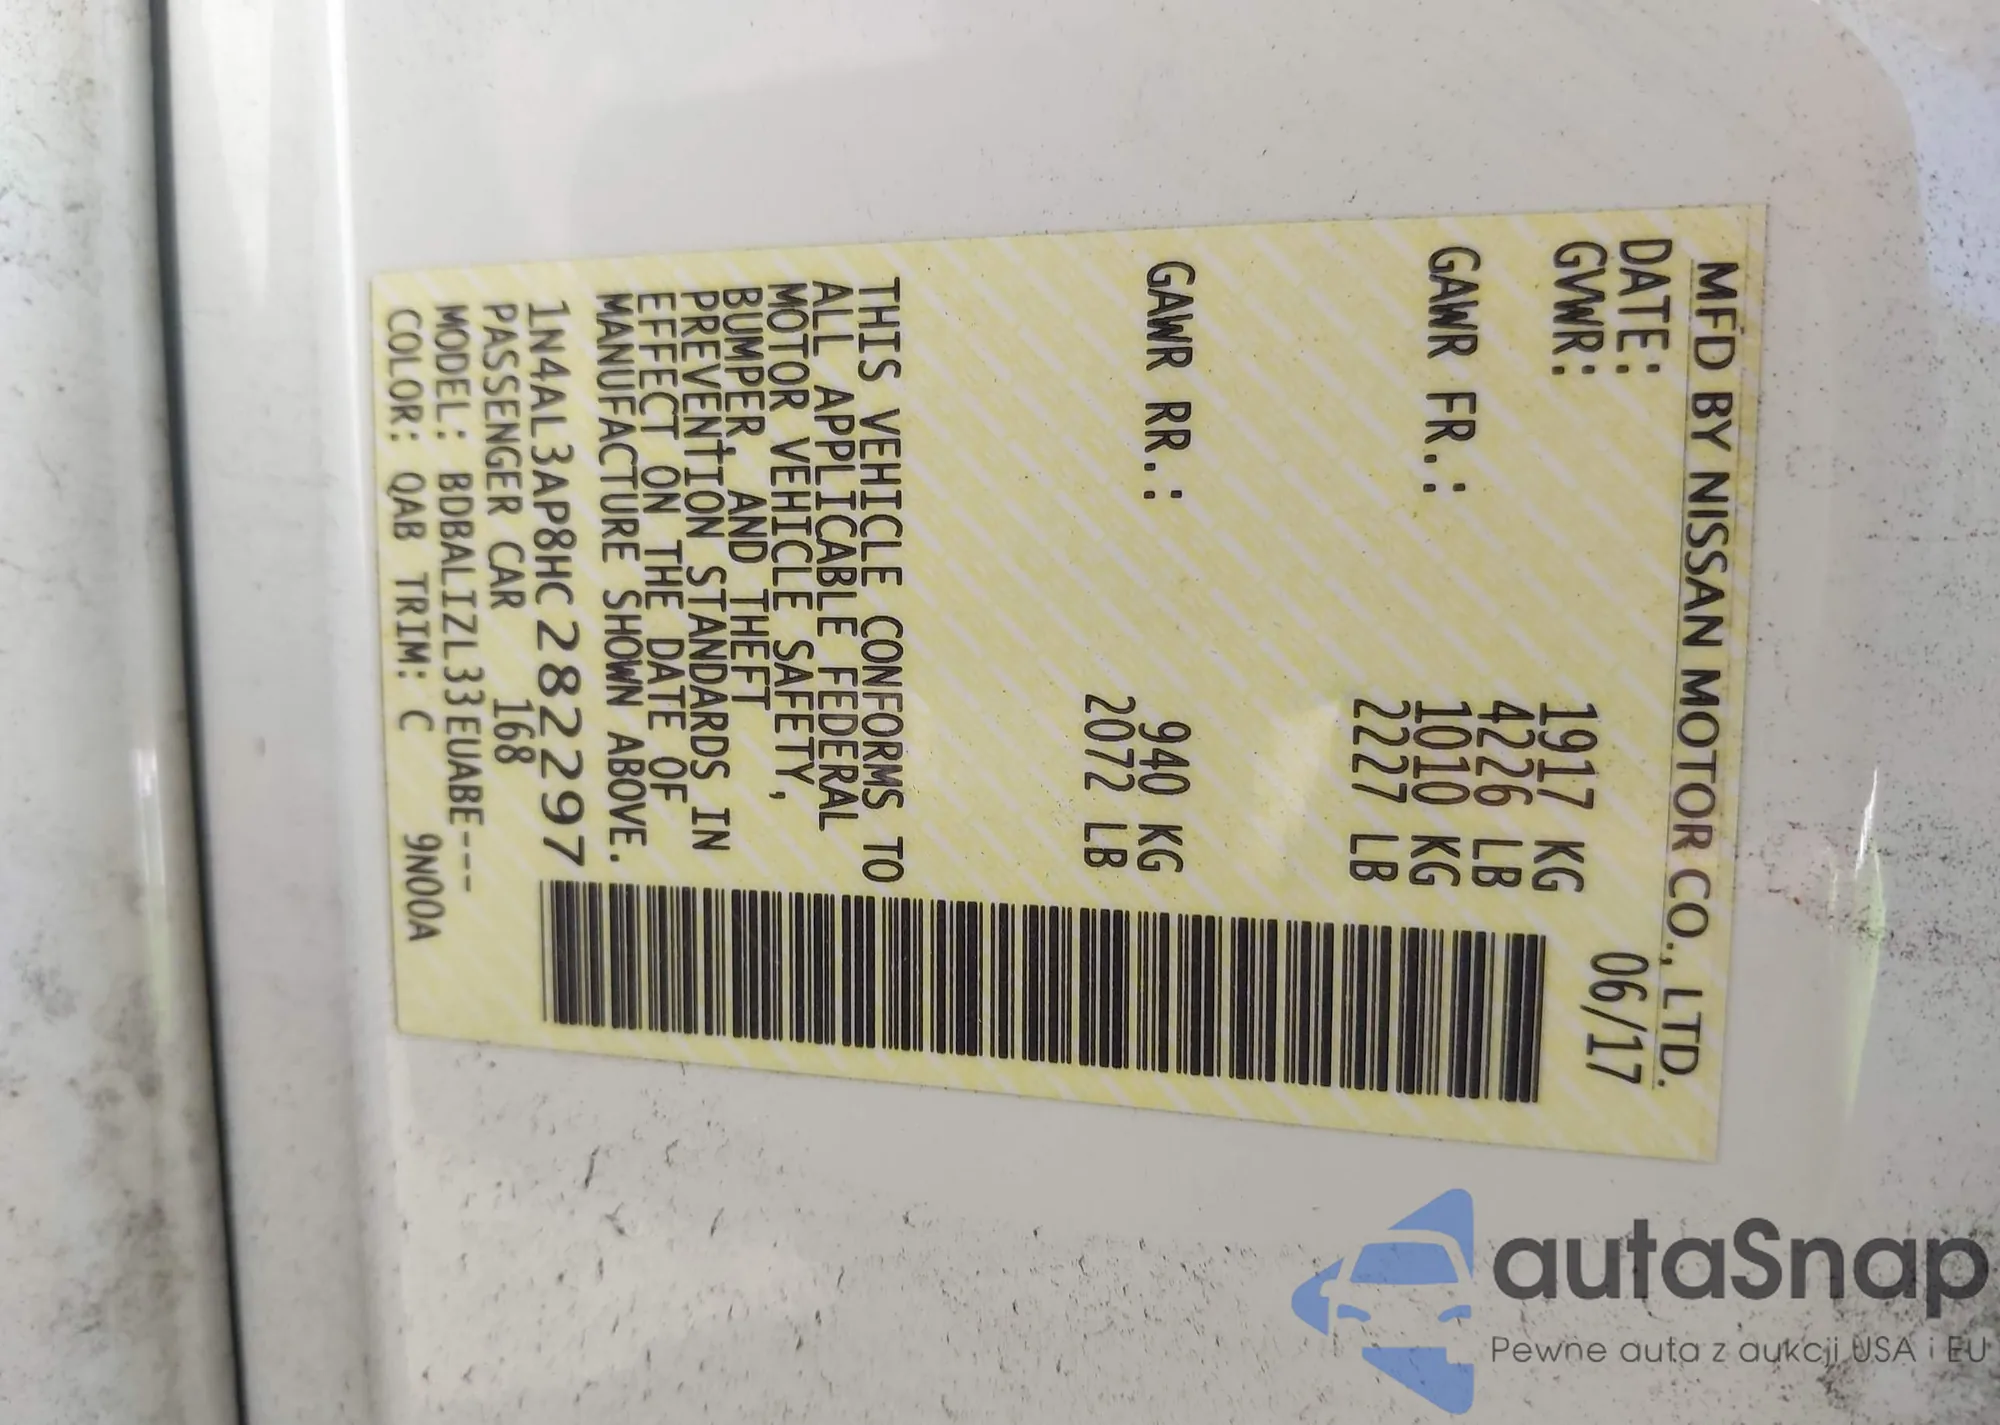 MFD BY NISSAN MOTOR CO., LTD.
DATE: 06/17
GVWR: 1917 KG
4226 LB
GAWR FR.: 1010 KG
2227 LB
GAWR RR.: 940 KG
2072 LB
THIS VEHICLE CONFORMS TO
ALL APPLICABLE FEDERAL
MOTOR VEHICLE SAFETY,
BUMPER, AND THEFT
PREVENTION STANDARDS IN
EFFECT ON THE DATE OF
MANUFACTURE SHOWN ABOVE.
1N4AL3AP8HC282297
PASSENGER CAR 168
MODEL: BDBALIZL33EUABE---
COLOR: QAB TRIM: C 9N00A
autaSnap
Pewne auta z aukcji USA i EU